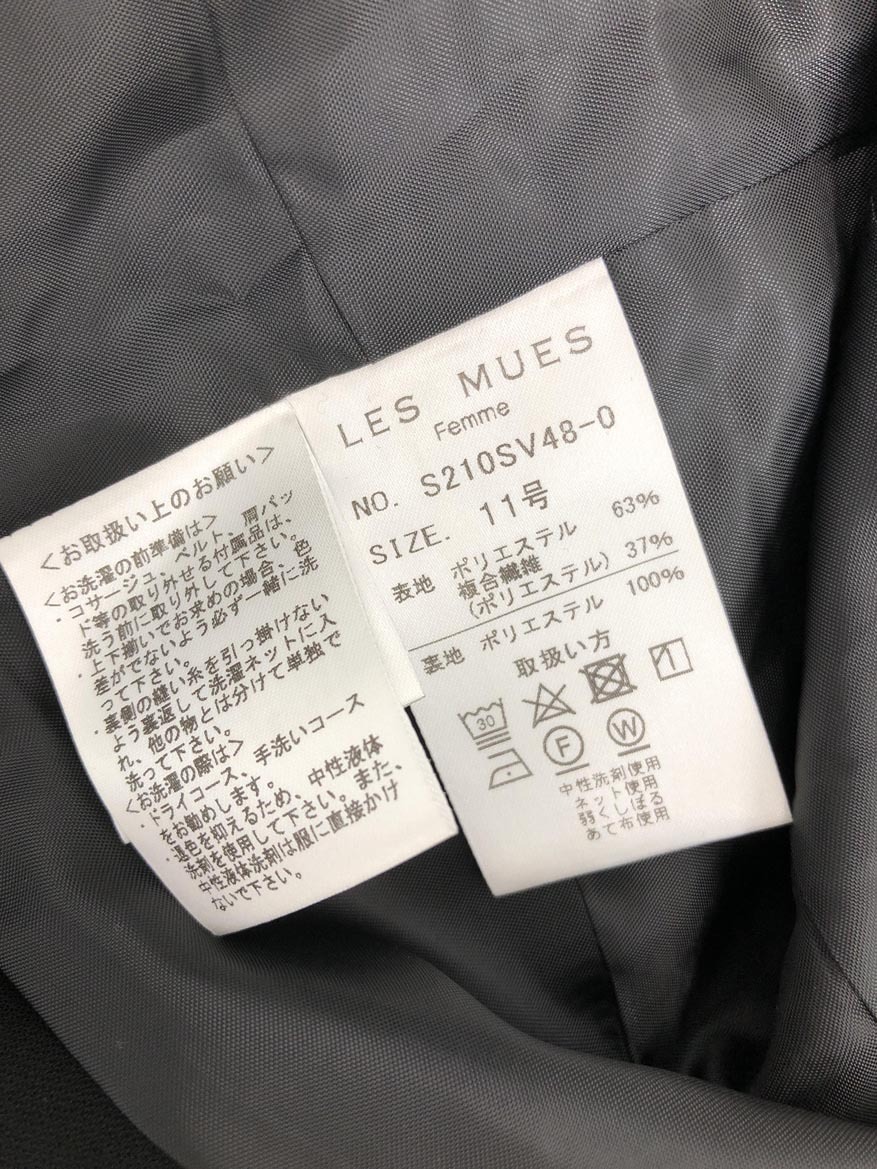 LES MUES
Femme
NO. S210SV48-0
SIZE. 11号
表地 ポリエステル 63%
複合繊維
(ポリエステル) 37%
裏地 ポリエステル 100%
取扱い方
30
F W
中性洗剤使用
ネット使用
弱くしぼる
あて布使用
<お取扱い上のお願い>
<お洗濯の前準備は>
・コサージュ、ベルト、肩パッ
ド等の取り外せる付属品は、
洗う前に取り外して下さい。
・上下揃いでお求めの場合、色
差がでないよう必ず一緒に洗
って下さい。
・裏側の縫い糸を引っ掛けない
よう裏返して洗濯ネットに入
れ、他の物とは分けて単独で
洗って下さい。
<お洗濯の際は>
・ドライコース、手洗いコース
をお勧めします。
・退色を抑えるため、中性液体
洗剤を使用して下さい。また、
中性液体洗剤は服に直接かけ
ないで下さい。